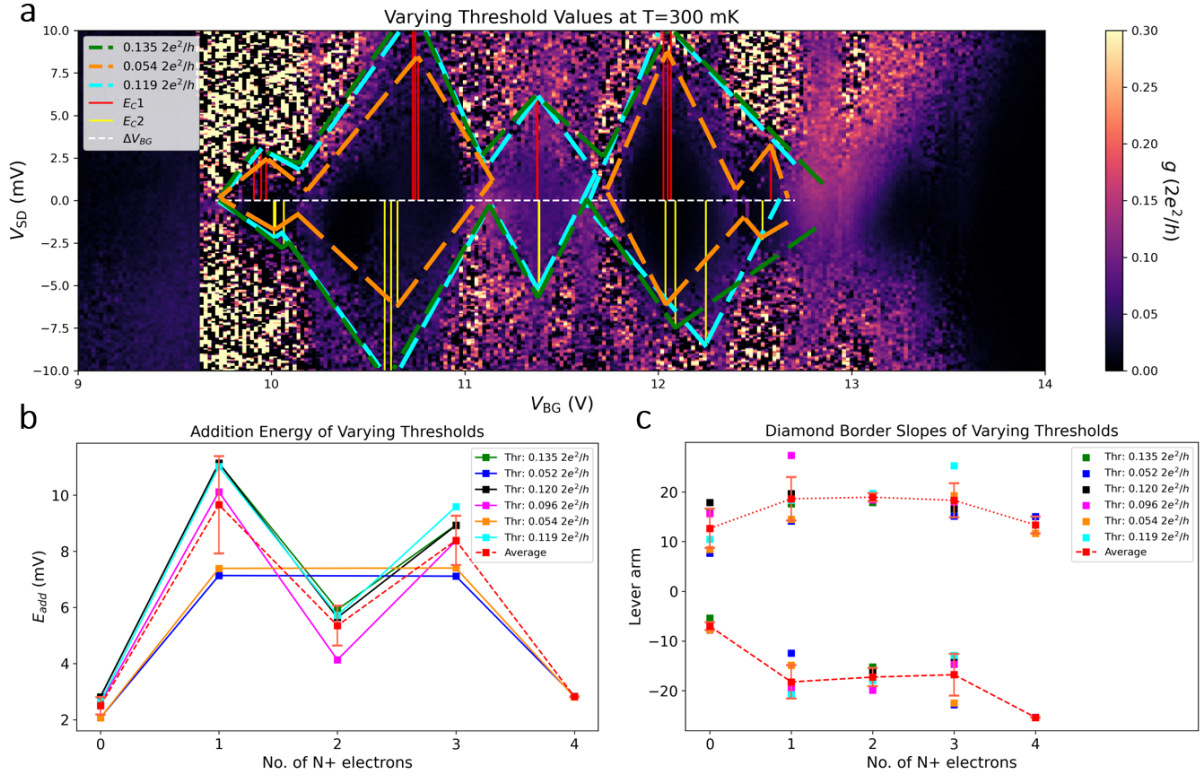 a
Varying Threshold Values at T=300 mK
0.135 2e²/h
0.054 2e²/h
0.119 2e²/h
E_C1
E_C2
ΔV_BG
10.0
7.5
5.0
2.5
0.0
−2.5
−5.0
−7.5
−10.0
V_SD (mV)
9
10
11
12
13
14
V_BG (V)
0.30
0.25
0.20
0.15
0.10
0.05
0.00
g (2e²/h)
b
Addition Energy of Varying Thresholds
Thr: 0.135 2e²/h
Thr: 0.052 2e²/h
Thr: 0.120 2e²/h
Thr: 0.096 2e²/h
Thr: 0.054 2e²/h
Thr: 0.119 2e²/h
Average
10
8
6
4
2
E_add (mV)
0
1
2
3
4
No. of N+ electrons
c
Diamond Border Slopes of Varying Thresholds
Thr: 0.135 2e²/h
Thr: 0.052 2e²/h
Thr: 0.120 2e²/h
Thr: 0.096 2e²/h
Thr: 0.054 2e²/h
Thr: 0.119 2e²/h
Average
20
10
0
−10
−20
Lever arm
0
1
2
3
4
No. of N+ electrons